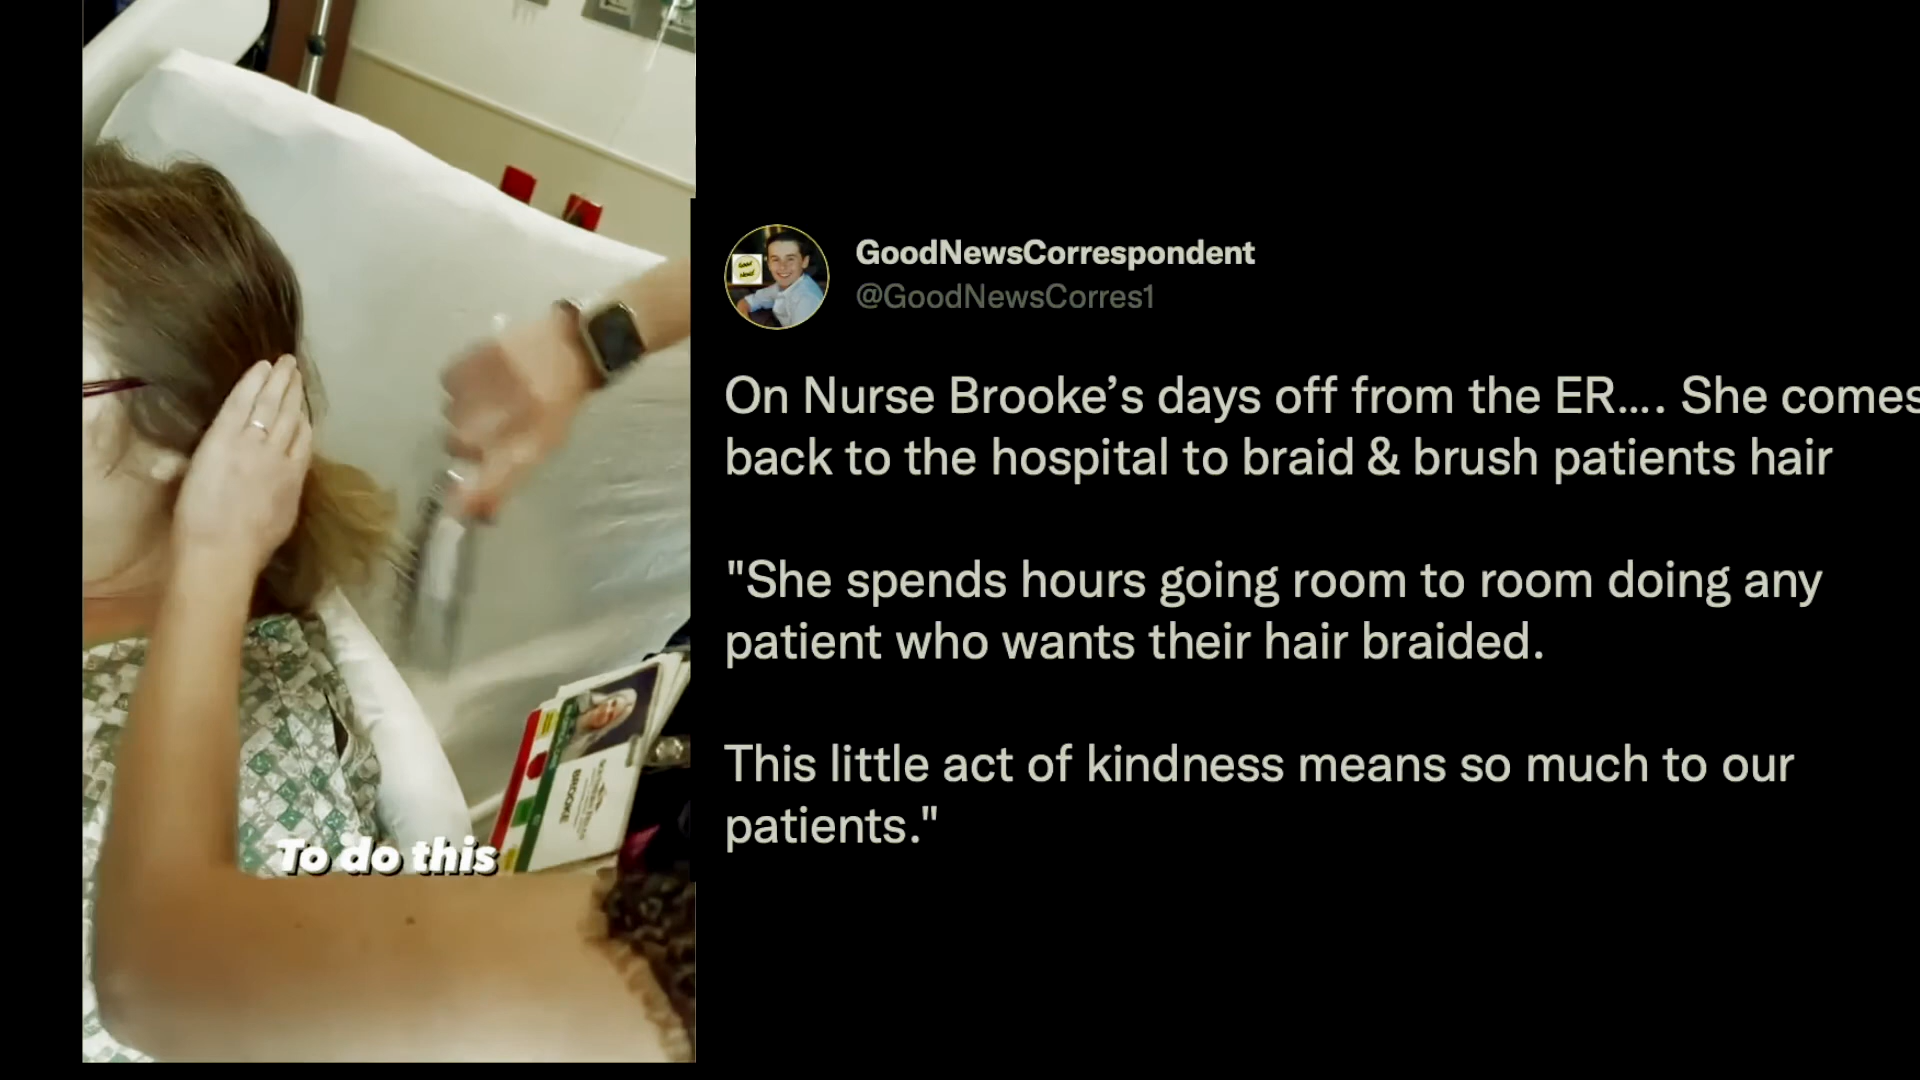 GoodNewsCorrespondent
@GoodNewsCorres1
On Nurse Brooke’s days off from the ER.... She comes
back to the hospital to braid & brush patients hair
"She spends hours going room to room doing any
patient who wants their hair braided.
This little act of kindness means so much to our
patients."
To do this
BROOKE